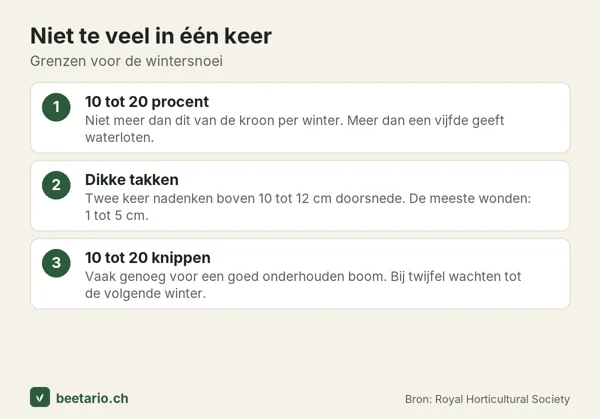 Niet te veel in één keer
Grenzen voor de wintersnoei
1
10 tot 20 procent
Niet meer dan dit van de kroon per winter. Meer dan een vijfde geeft
waterloten.
2
Dikke takken
Twee keer nadenken boven 10 tot 12 cm doorsnede. De meeste wonden:
1 tot 5 cm.
3
10 tot 20 knippen
Vaak genoeg voor een goed onderhouden boom. Bij twijfel wachten tot
de volgende winter.
beetario.ch
Bron: Royal Horticultural Society